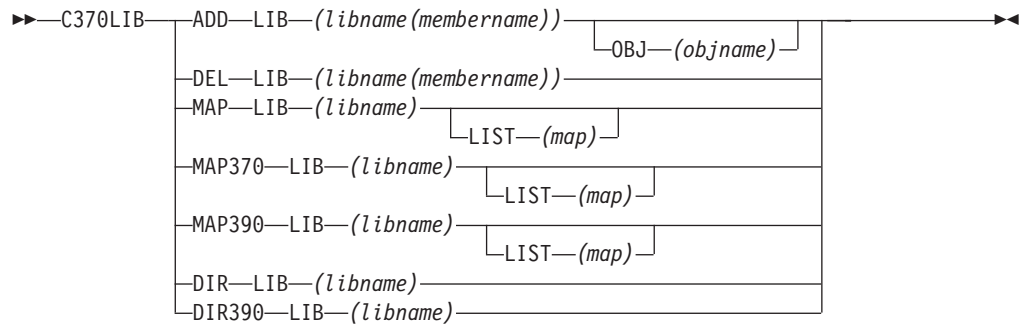 C370LIB ADD LIB (libname(membername))
OBJ (objname)
DEL LIB (libname(membername))
MAP LIB (libname)
LIST (map)
MAP370 LIB (libname)
LIST (map)
MAP390 LIB (libname)
LIST (map)
DIR LIB (libname)
DIR390 LIB (libname)